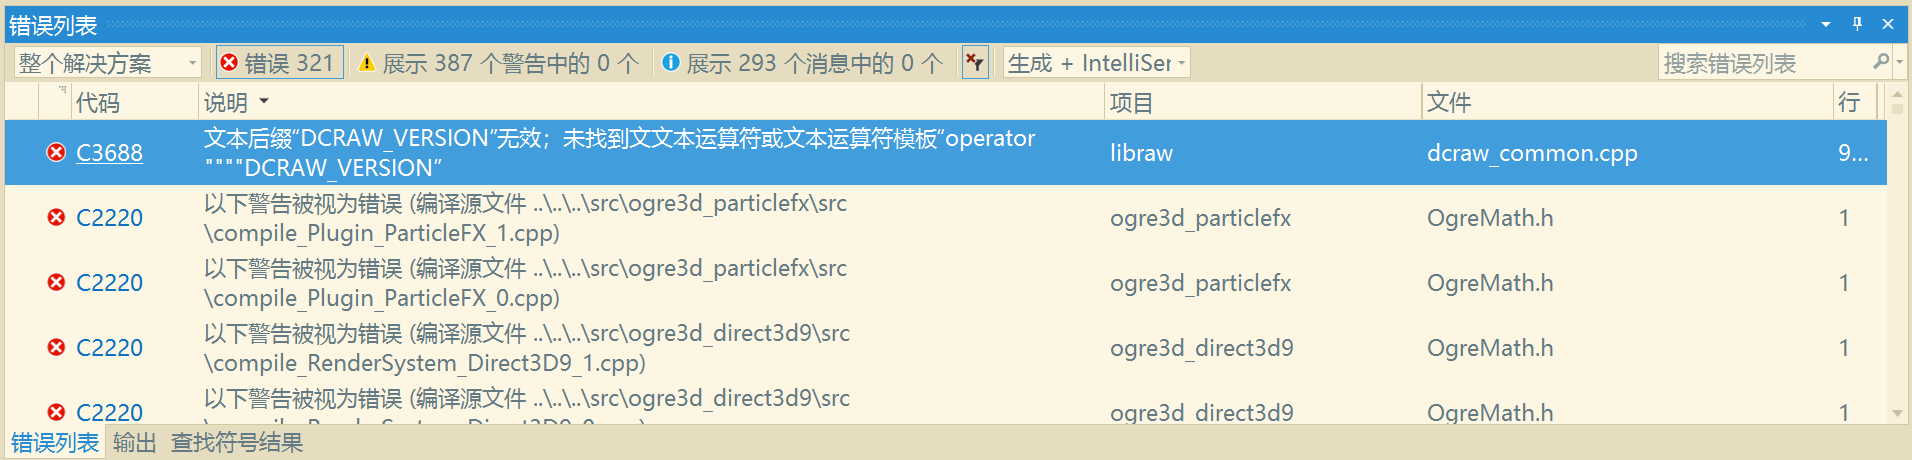 错误列表
整个解决方案 错误 321 展示 387 个警告中的 0 个 展示 293 个消息中的 0 个 生成 + IntelliSer 搜索错误列表
代码 说明 项目 文件 行
C3688 文本后缀“DCRAW_VERSION”无效；未找到文文本运算符或文本运算符模板“operator libraw dcraw_common.cpp 9...
""""DCRAW_VERSION”
C2220 以下警告被视为错误 (编译源文件 ..\..\..\src\ogre3d_particlefx\src ogre3d_particlefx OgreMath.h 1
\compile_Plugin_ParticleFX_1.cpp)
C2220 以下警告被视为错误 (编译源文件 ..\..\..\src\ogre3d_particlefx\src ogre3d_particlefx OgreMath.h 1
\compile_Plugin_ParticleFX_0.cpp)
C2220 以下警告被视为错误 (编译源文件 ..\..\..\src\ogre3d_direct3d9\src ogre3d_direct3d9 OgreMath.h 1
\compile_RenderSystem_Direct3D9_1.cpp)
C2220 以下警告被视为错误 (编译源文件 ..\..\..\src\ogre3d_direct3d9\src ogre3d_direct3d9 OgreMath.h 1
错误列表 输出 查找符号结果